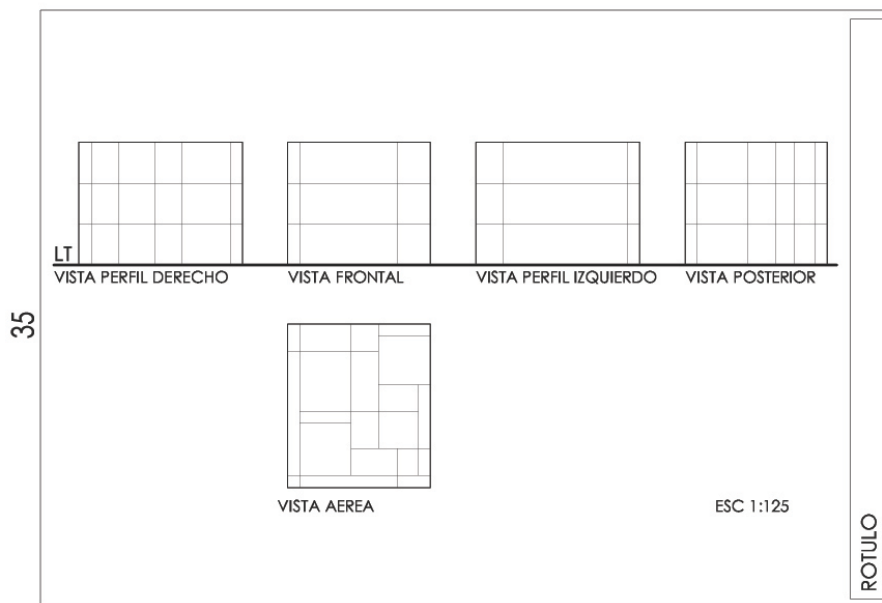 LT
VISTA PERFIL DERECHO
VISTA FRONTAL
VISTA PERFIL IZQUIERDO
VISTA POSTERIOR
35
VISTA AEREA
ESC 1:125
ROTULO